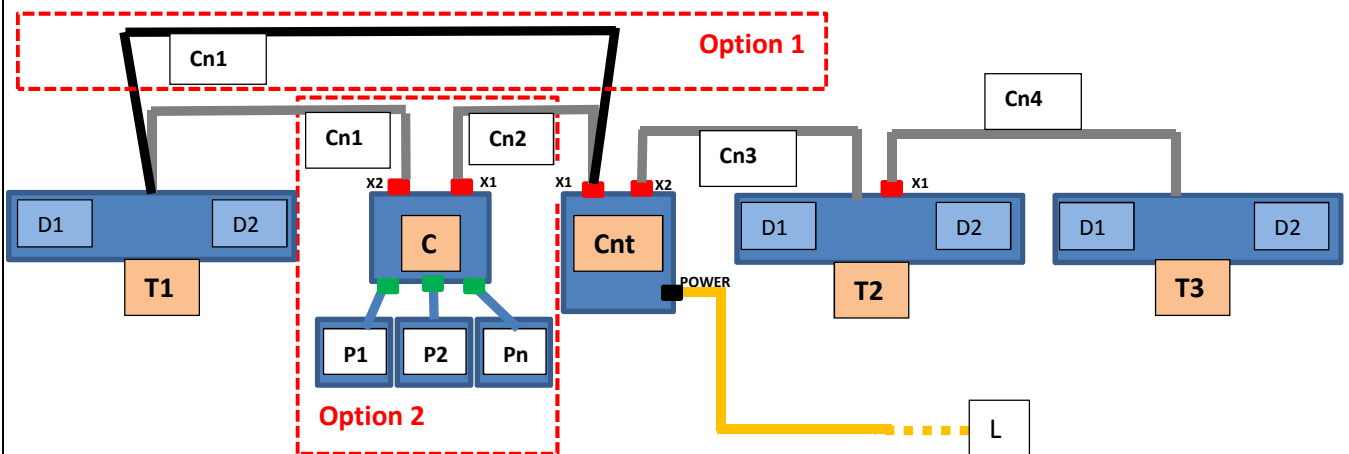 Option 1
Cn1
Cn4
Cn1
Cn2
Cn3
X2
X1
X1
X2
X1
D1
D2
C
Cnt
D1
D2
D1
D2
T1
POWER
T2
T3
P1
P2
Pn
Option 2
L